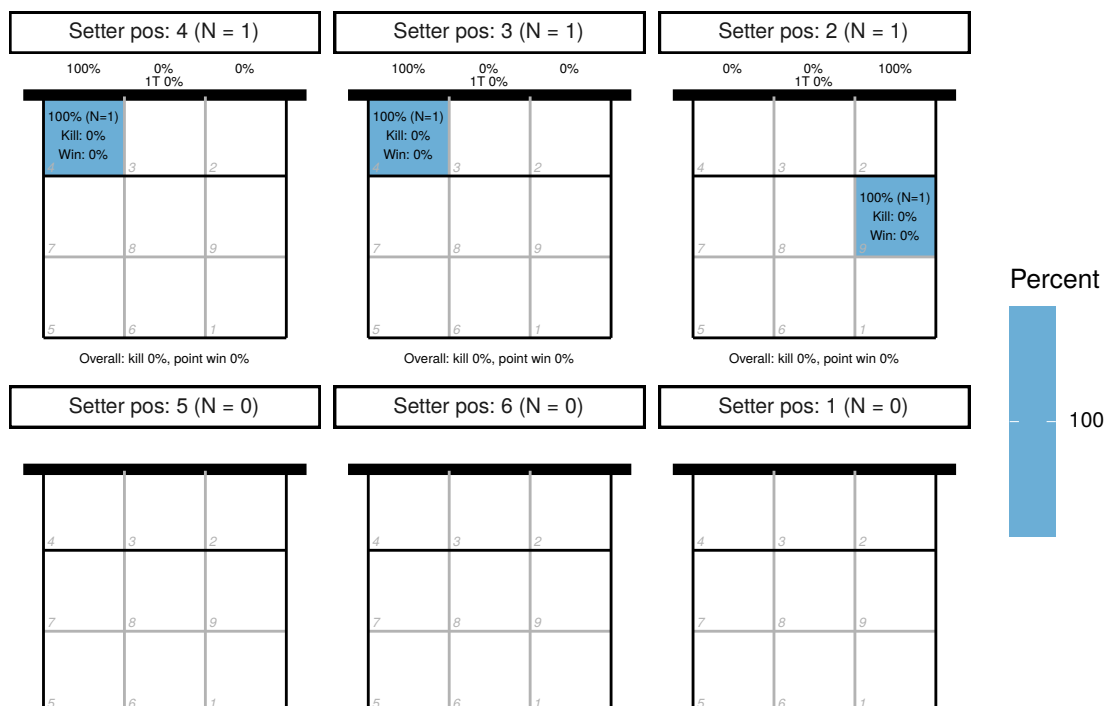 Setter pos: 4 (N = 1)
Setter pos: 3 (N = 1)
Setter pos: 2 (N = 1)
100% 0% 0%
1T 0%
100% 0% 0%
1T 0%
0% 0% 100%
1T 0%
100% (N=1)
Kill: 0%
Win: 0%
4 3 2
7 8 9
5 6 1
Overall: kill 0%, point win 0%
100% (N=1)
Kill: 0%
Win: 0%
4 3 2
7 8 9
5 6 1
Overall: kill 0%, point win 0%
4 3 2
100% (N=1)
Kill: 0%
Win: 0%
7 8 9
5 6 1
Overall: kill 0%, point win 0%
Percent
100
Setter pos: 5 (N = 0)
Setter pos: 6 (N = 0)
Setter pos: 1 (N = 0)
4 3 2
7 8 9
5 6 1
4 3 2
7 8 9
5 6 1
4 3 2
7 8 9
5 6 1